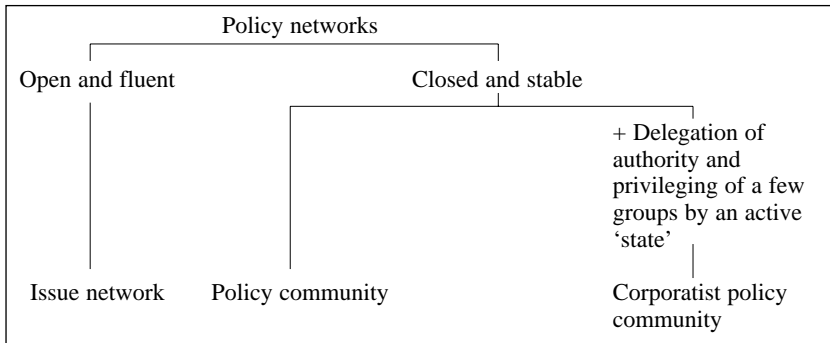 Policy networks
Open and fluent
Closed and stable
+ Delegation of
authority and
privileging of a few
groups by an active
‘state’
Issue network
Policy community
Corporatist policy
community